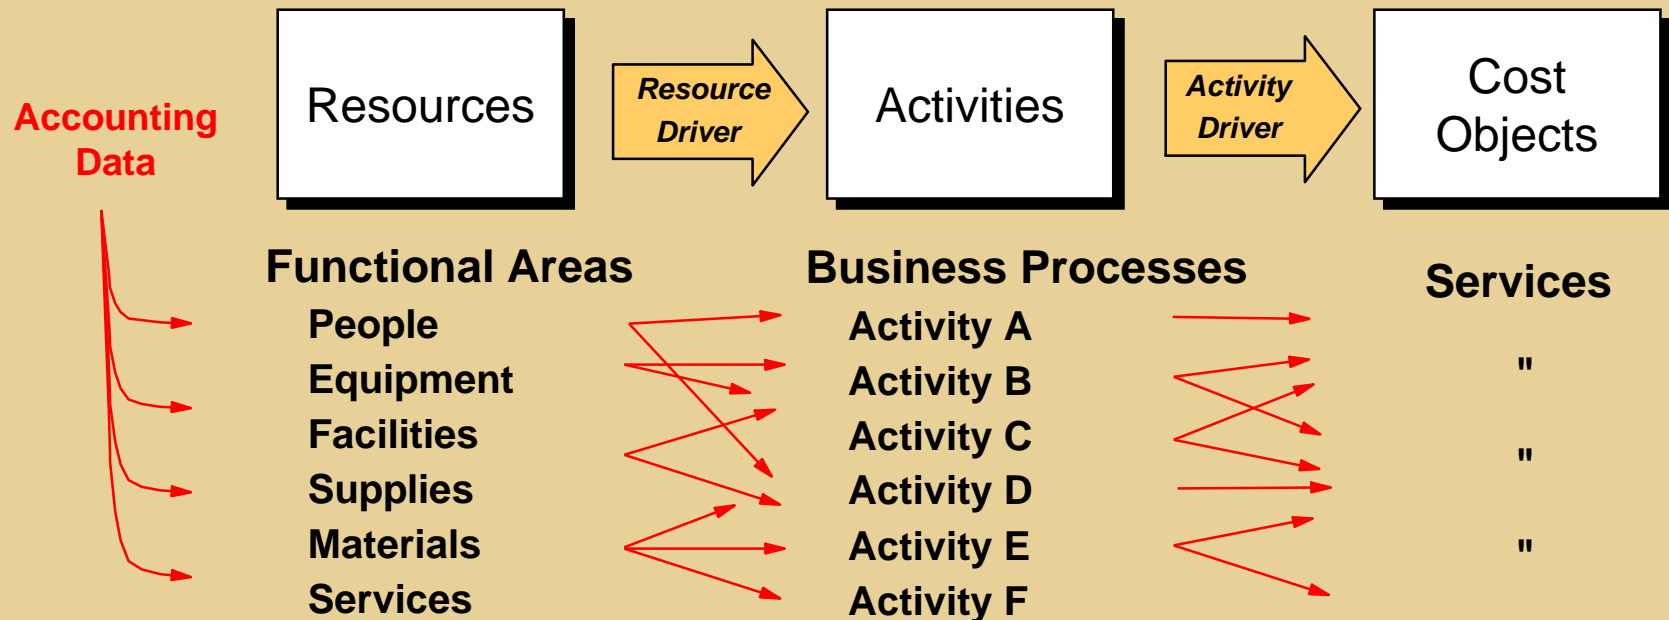 Accounting
Data
Resources
Resource
Driver
Activities
Activity
Driver
Cost
Objects
Functional Areas
People
Equipment
Facilities
Supplies
Materials
Services
Business Processes
Activity A
Activity B
Activity C
Activity D
Activity E
Activity F
Services
"
"
"